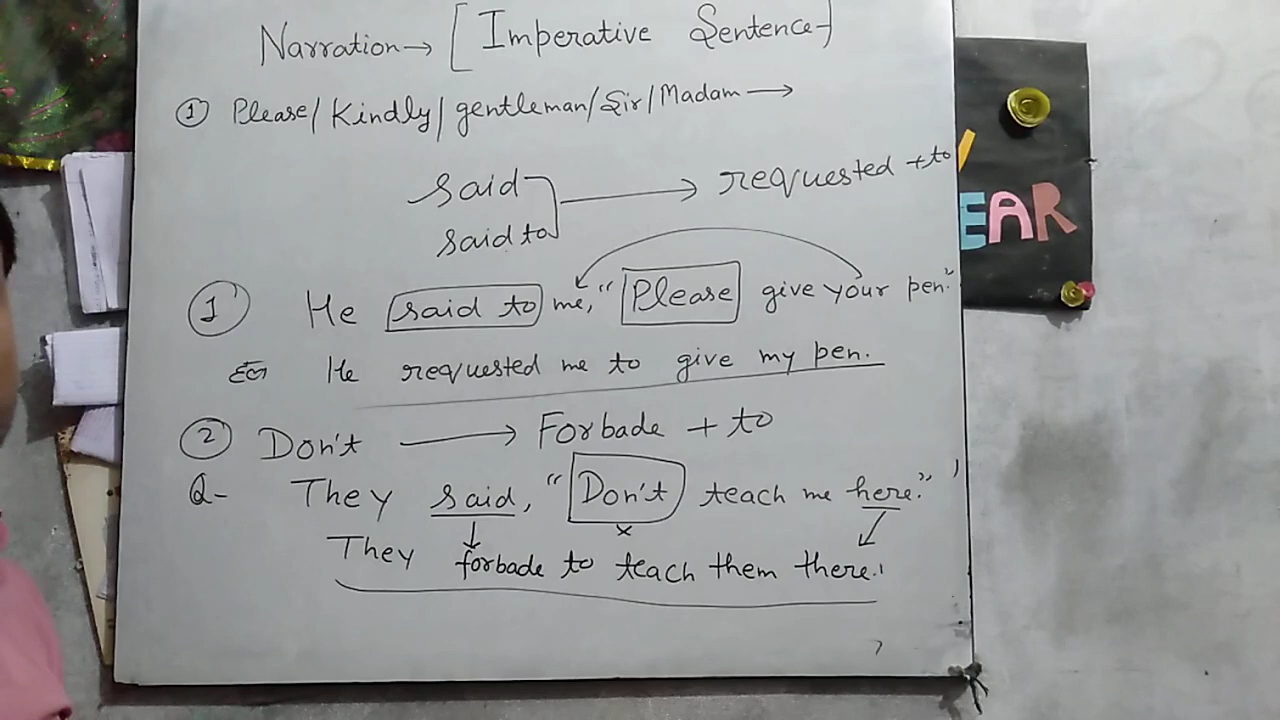 Narration → [Imperative Sentence]
① Please/Kindly/gentleman/Sir/Madam →
said
said to
→ requested + to
EAR
① He said to me, "Please give your pen."
He requested me to give my pen.
② Don't → Forbade + to
Q- They said, "Don't teach me here."
×
They forbade to teach them there.